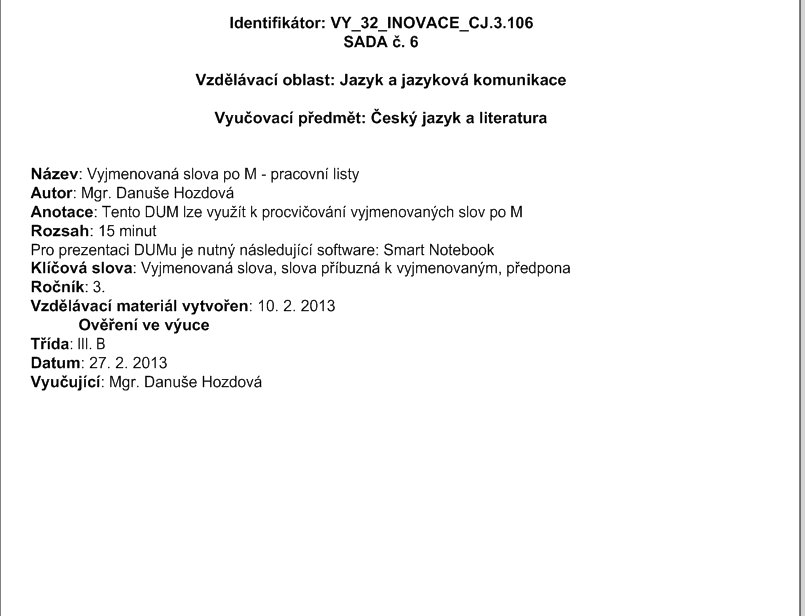 Identifikátor: VY_32_INOVACE_CJ.3.106
SADA č. 6
Vzdělávací oblast: Jazyk a jazyková komunikace
Vyučovací předmět: Český jazyk a literatura
Název: Vyjmenovaná slova po M - pracovní listy
Autor: Mgr. Danuše Hozdová
Anotace: Tento DUM lze využít k procvičování vyjmenovaných slov po M
Rozsah: 15 minut
Pro prezentaci DUMu je nutný následující software: Smart Notebook
Klíčová slova: Vyjmenovaná slova, slova příbuzná k vyjmenovaným, předpona
Ročník: 3.
Vzdělávací materiál vytvořen: 10. 2. 2013
Ověření ve výuce
Třída: III. B
Datum: 27. 2. 2013
Vyučující: Mgr. Danuše Hozdová